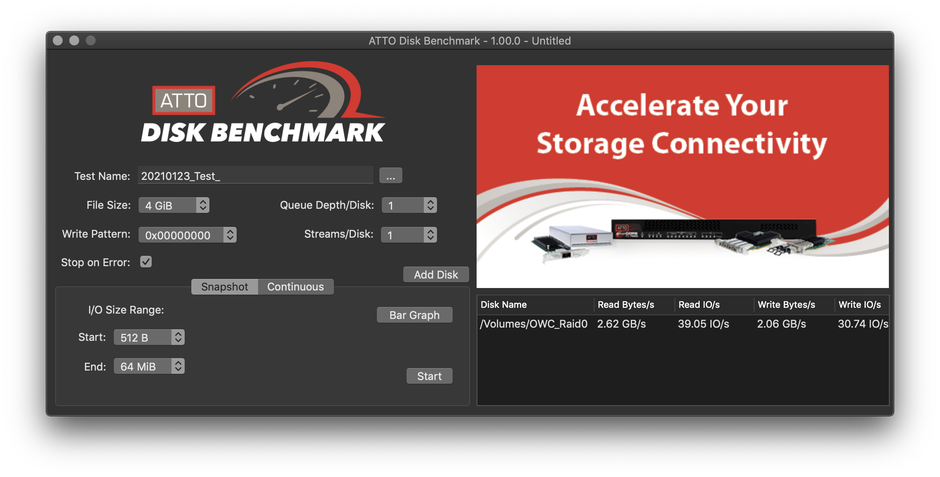 ATTO Disk Benchmark - 1.00.0 - Untitled
ATTO
DISK BENCHMARK
Test Name: 20210123_Test_ ...
File Size: 4 GiB Queue Depth/Disk: 1
Write Pattern: 0x00000000 Streams/Disk: 1
Stop on Error:
Add Disk
Snapshot Continuous
I/O Size Range:
Bar Graph
Start: 512 B
End: 64 MiB
Start
Accelerate Your
Storage Connectivity
ATTO
Disk Name Read Bytes/s Read IO/s Write Bytes/s Write IO/s
/Volumes/OWC_Raid0 2.62 GB/s 39.05 IO/s 2.06 GB/s 30.74 IO/s